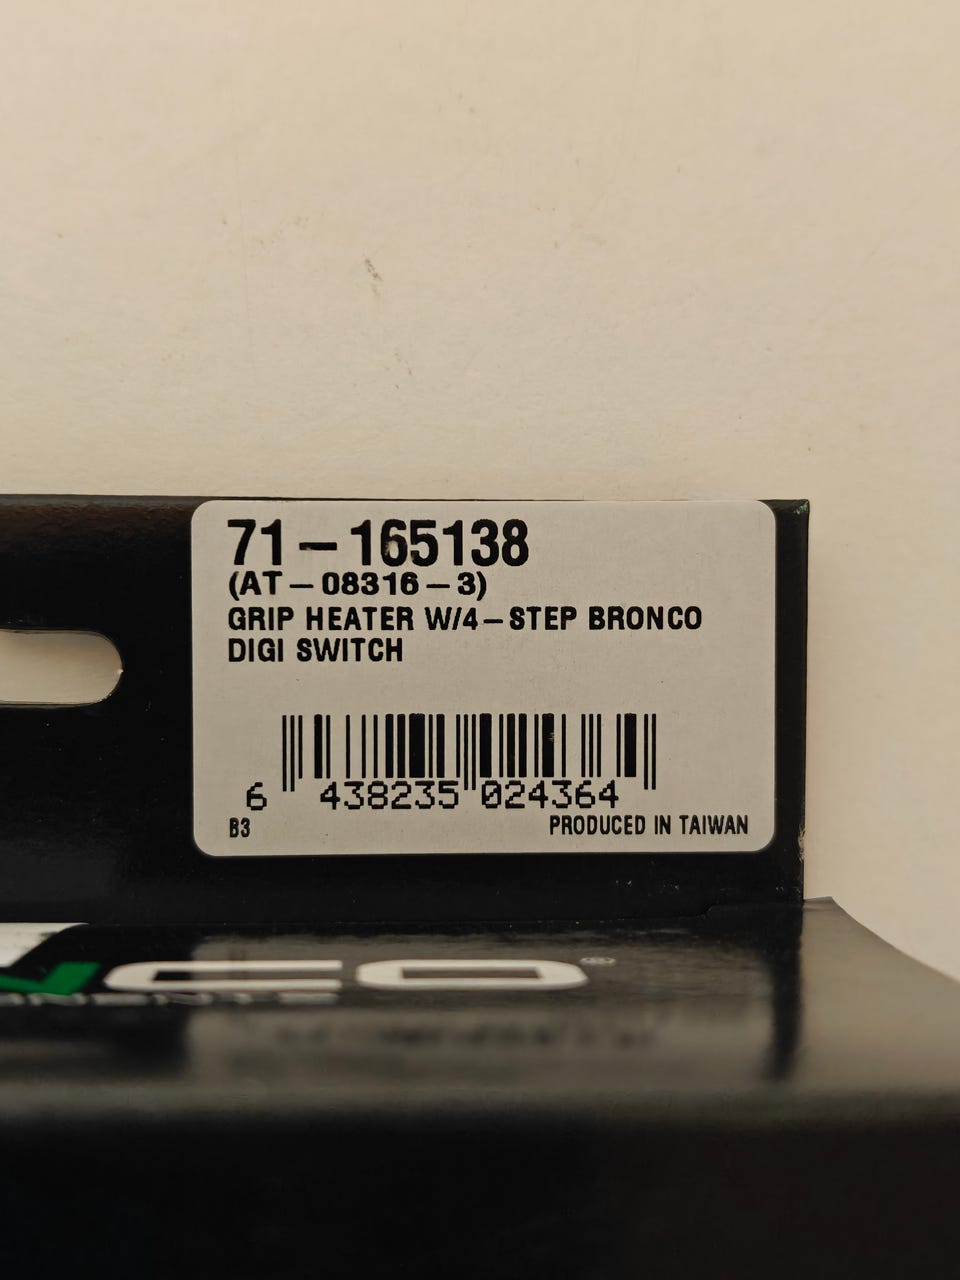 71-165138
(AT-08316-3)
GRIP HEATER W/4-STEP BRONCO
DIGI SWITCH
6 438235 024364
B3 PRODUCED IN TAIWAN
NCO®